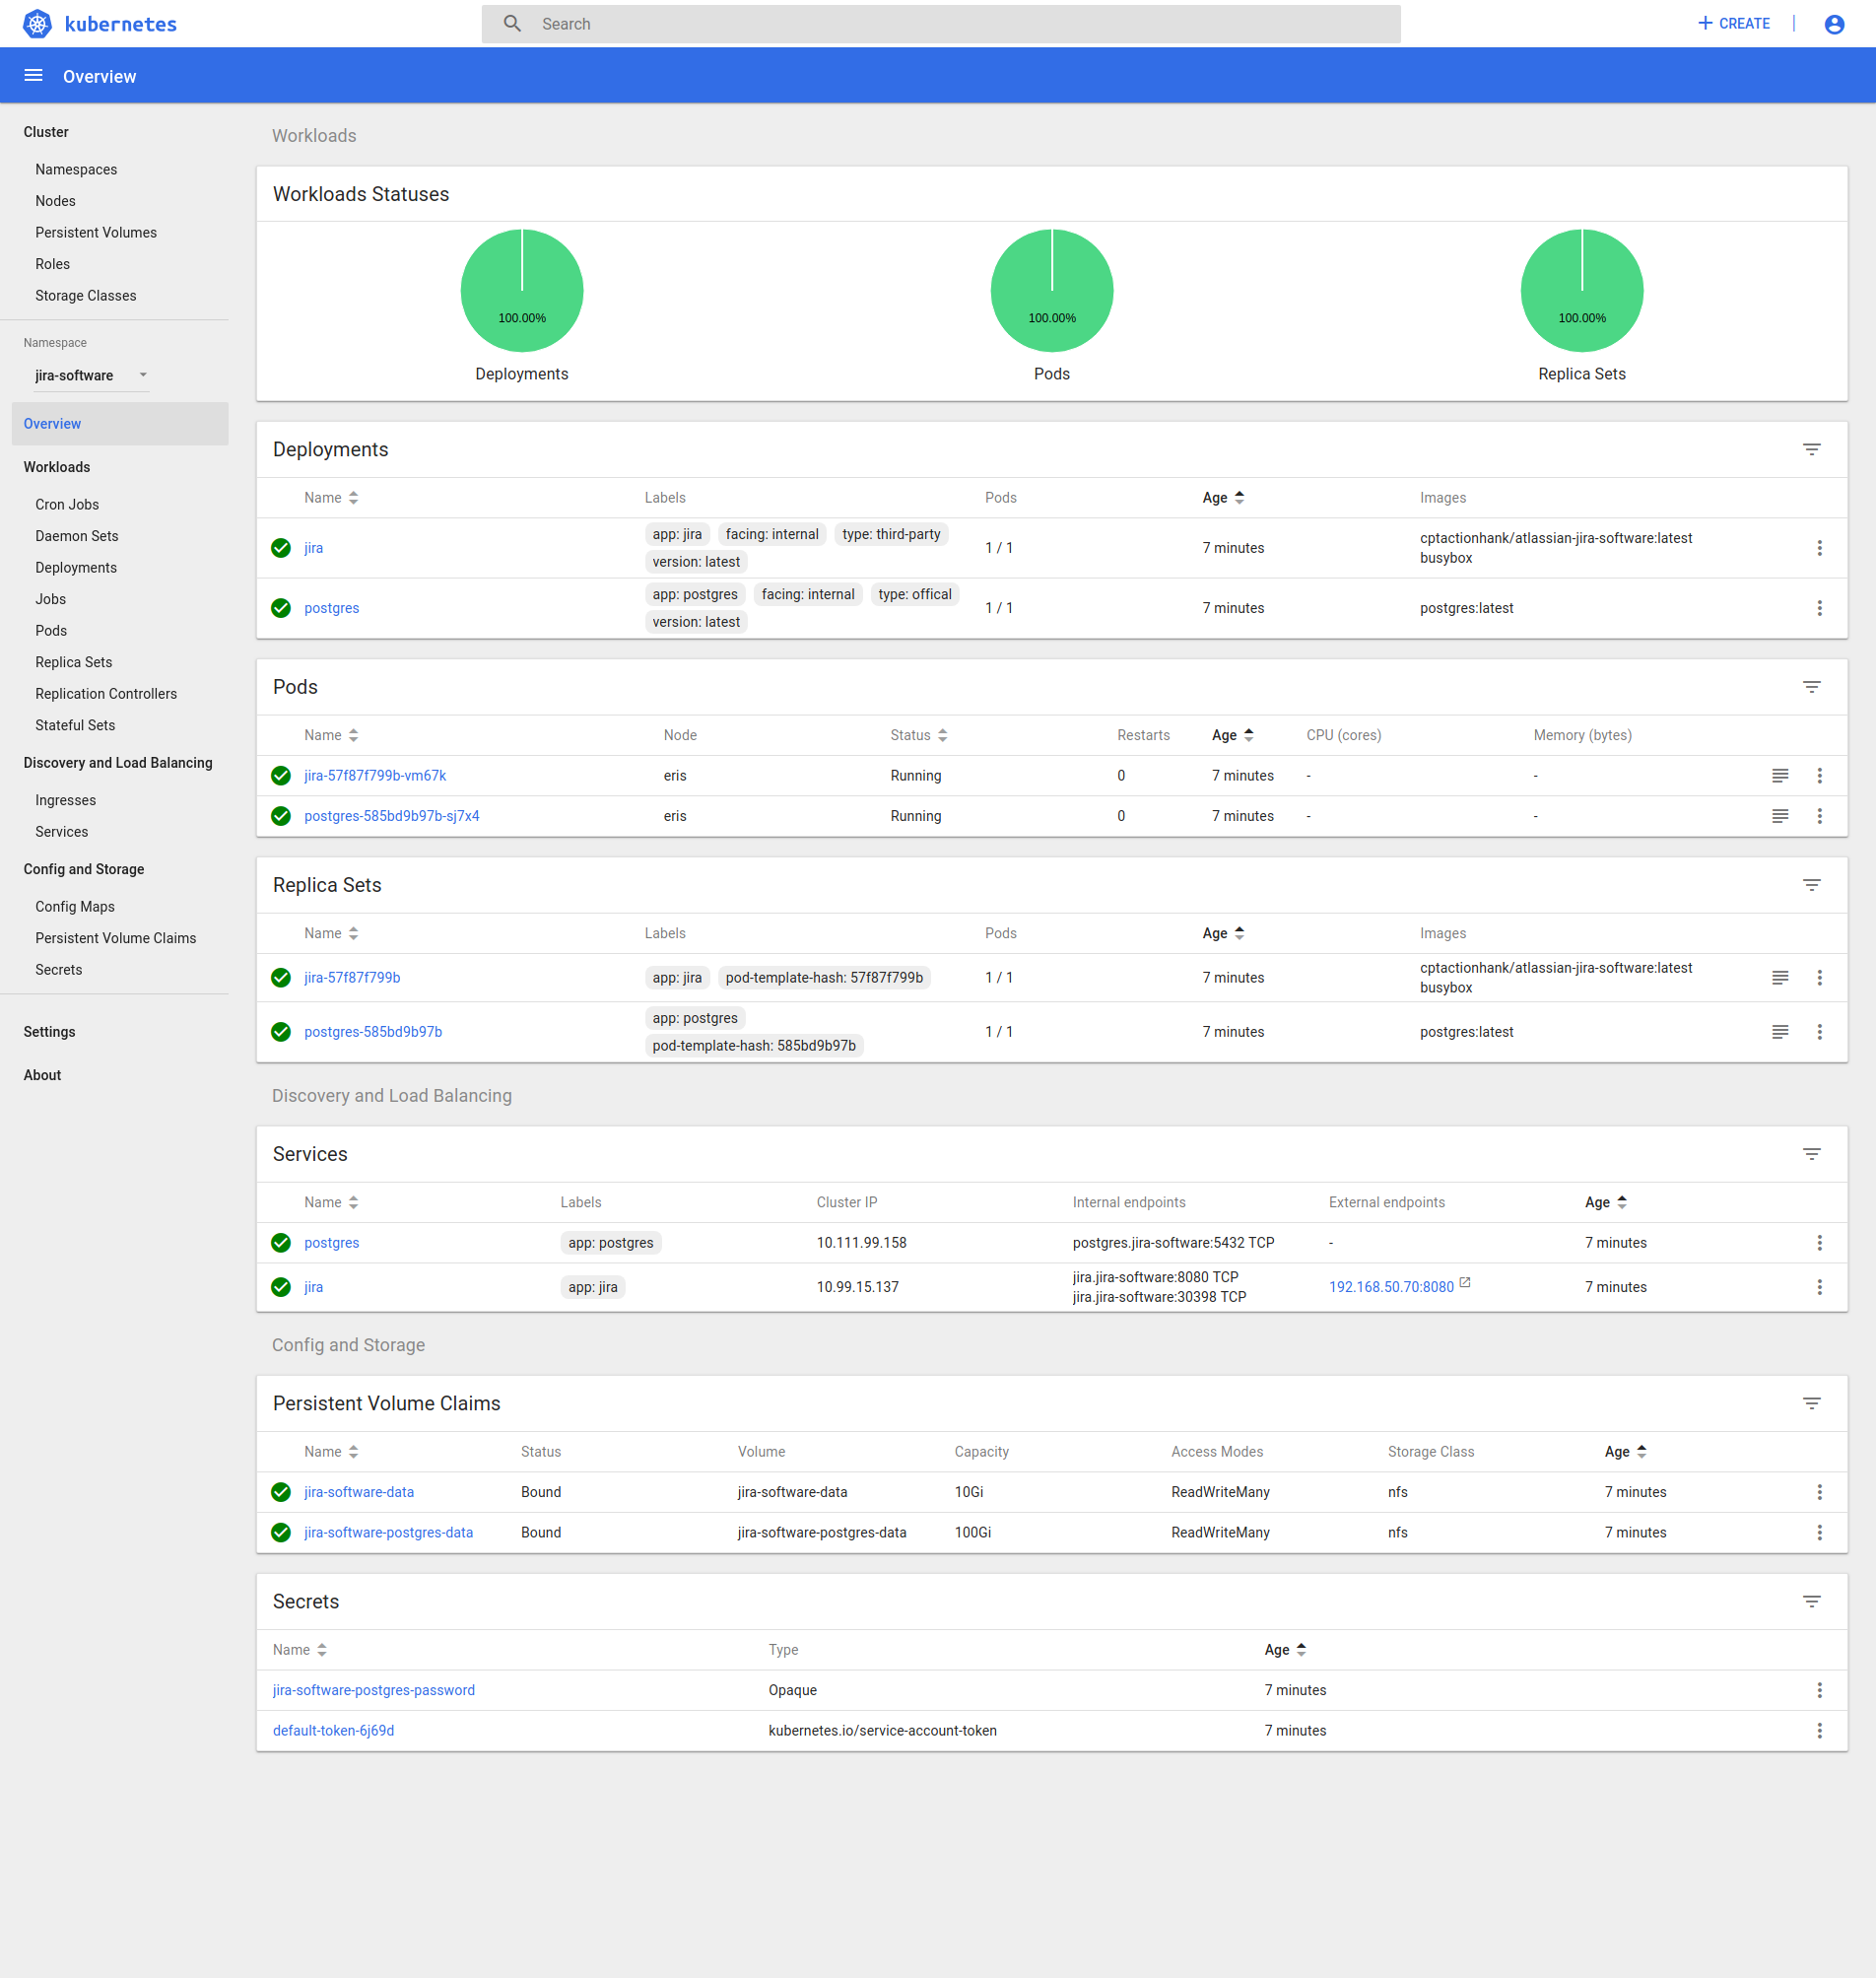 kubernetes
Search
CREATE
Overview
Cluster
Namespaces
Nodes
Persistent Volumes
Roles
Storage Classes
Namespace
jira-software
Overview
Workloads
Cron Jobs
Daemon Sets
Deployments
Jobs
Pods
Replica Sets
Replication Controllers
Stateful Sets
Discovery and Load Balancing
Ingresses
Services
Config and Storage
Config Maps
Persistent Volume Claims
Secrets
Settings
About
Workloads
Workloads Statuses
100.00% 100.00% 100.00%
Deployments Pods Replica Sets
Deployments
Name Labels Pods Age Images
jira app: jira facing: internal type: third-party version: latest 1 / 1 7 minutes cptactionhank/atlassian-jira-software:latest busybox
postgres app: postgres facing: internal type: offical version: latest 1 / 1 7 minutes postgres:latest
Pods
Name Node Status Restarts Age CPU (cores) Memory (bytes)
jira-57f87f799b-vm67k eris Running 0 7 minutes - -
postgres-585bd9b97b-sj7x4 eris Running 0 7 minutes - -
Replica Sets
Name Labels Pods Age Images
jira-57f87f799b app: jira pod-template-hash: 57f87f799b 1 / 1 7 minutes cptactionhank/atlassian-jira-software:latest busybox
postgres-585bd9b97b app: postgres pod-template-hash: 585bd9b97b 1 / 1 7 minutes postgres:latest
Discovery and Load Balancing
Services
Name Labels Cluster IP Internal endpoints External endpoints Age
postgres app: postgres 10.111.99.158 postgres.jira-software:5432 TCP - 7 minutes
jira app: jira 10.99.15.137 jira.jira-software:8080 TCP jira.jira-software:30398 TCP 192.168.50.70:8080 7 minutes
Config and Storage
Persistent Volume Claims
Name Status Volume Capacity Access Modes Storage Class Age
jira-software-data Bound jira-software-data 10Gi ReadWriteMany nfs 7 minutes
jira-software-postgres-data Bound jira-software-postgres-data 100Gi ReadWriteMany nfs 7 minutes
Secrets
Name Type Age
jira-software-postgres-password Opaque 7 minutes
default-token-6j69d kubernetes.io/service-account-token 7 minutes